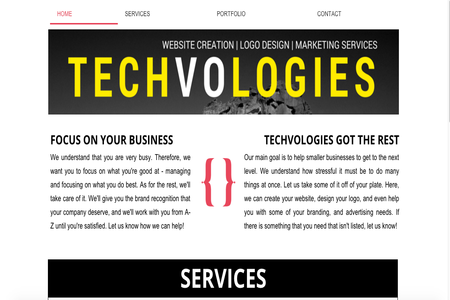 HOME SERVICES PORTFOLIO CONTACT
WEBSITE CREATION | LOGO DESIGN | MARKETING SERVICES
TECHVOLOGIES
FOCUS ON YOUR BUSINESS
We understand that you are very busy. Therefore, we
want you to focus on what you're good at - managing
and focusing on what you do best. As for the rest, we'll
take care of it. We'll give you the brand recognition that
your company deserve, and we'll work with you from A-
Z until you're satisfied. Let us know how we can help!
{}
TECHVOLOGIES GOT THE REST
Our main goal is to help smaller businesses to get to the next
level. We understand how stressful it must be to do many
things at once. Let us take some of it off of your plate. Here,
we can create your website, design your logo, and even help
you with some of your branding, and advertising needs. If
there is something that you need that isn't listed, let us know!
SERVICES